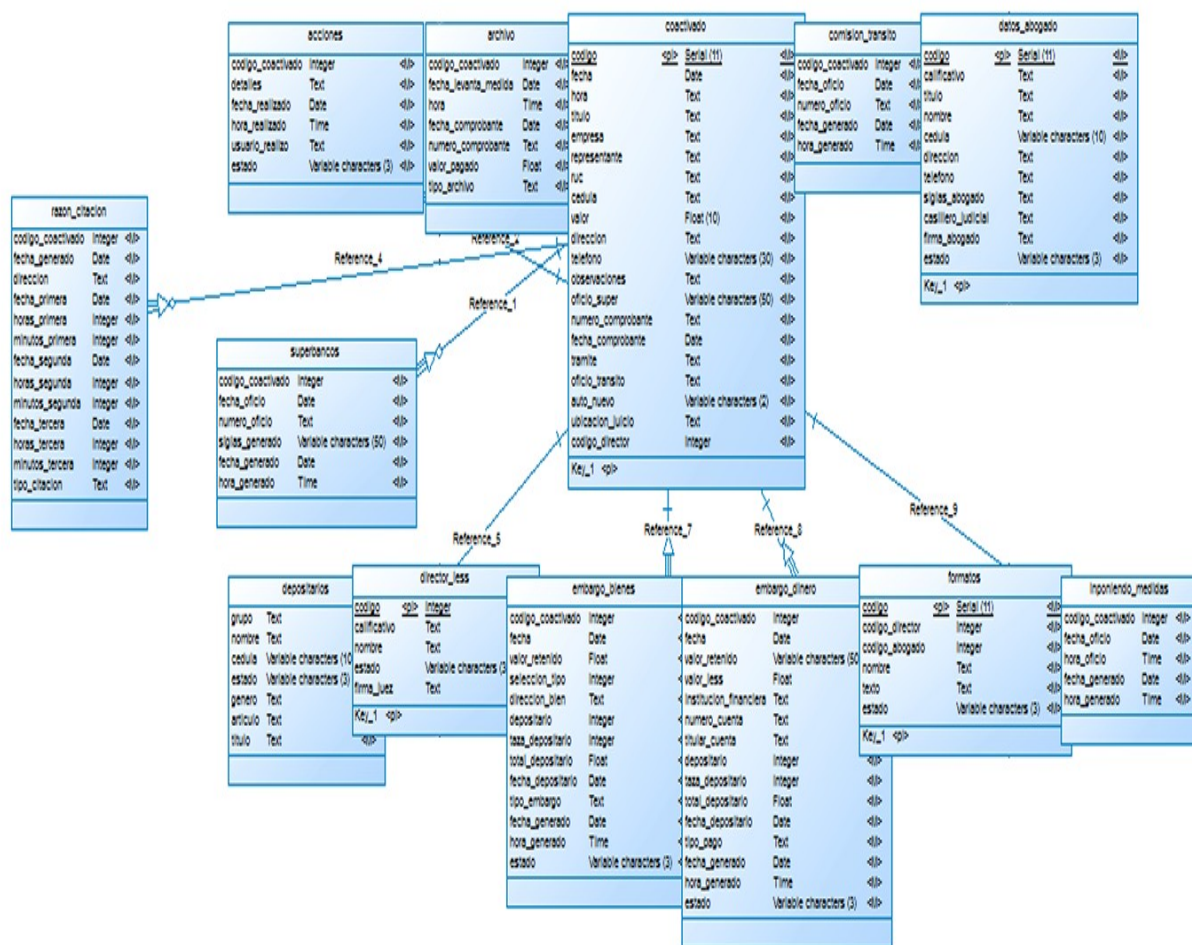 acciones
codigo_coactivado Integer <M>
detalles Text <M>
fecha_realizado Date <M>
hora_realizado Time <M>
usuario_realizo Text <M>
estado Variable characters (3) <M>
archivo
codigo_coactivado Integer <M>
fecha_levanta_medida Date <M>
hora Time <M>
fecha_comprobante Date <M>
numero_comprobante Text <M>
valor_pagado Float <M>
tipo_archivo Text <M>
coactivado
codigo <pi> Serial (11) <M>
fecha Date <M>
hora Text <M>
titulo Text <M>
empresa Text <M>
representante Text <M>
ruc Text <M>
cedula Text <M>
valor Float (10) <M>
direccion Text <M>
telefono Variable characters (30) <M>
observaciones Text <M>
oficio_super Variable characters (50) <M>
numero_comprobante Text <M>
fecha_comprobante Date <M>
tramite Text <M>
oficio_transito Text <M>
auto_nuevo Variable characters (2) <M>
ubicacion_juicio Text <M>
codigo_director Integer <M>
Key_1 <pi>
comision_transito
codigo_coactivado Integer <M>
fecha_oficio Date <M>
numero_oficio Text <M>
fecha_generado Date <M>
hora_generado Time <M>
datos_abogado
codigo <pi> Serial (11) <M>
calificativo Text <M>
titulo Text <M>
nombre Text <M>
cedula Variable characters (10) <M>
direccion Text <M>
telefono Text <M>
siglas_abogado Text <M>
casillero_judicial Text <M>
firma_abogado Text <M>
estado Variable characters (3) <M>
Key_1 <pi>
razon_citacion
codigo_coactivado Integer <M>
fecha_generado Date <M>
direccion Text <M>
fecha_primera Date <M>
horas_primera Integer <M>
minutos_primera Integer <M>
fecha_segunda Date <M>
horas_segunda Integer <M>
minutos_segunda Integer <M>
fecha_tercera Date <M>
horas_tercera Integer <M>
minutos_tercera Integer <M>
tipo_citacion Text <M>
Reference_2
Reference_4
Reference_1
superbancos
codigo_coactivado Integer <M>
fecha_oficio Date <M>
numero_oficio Text <M>
siglas_generado Variable characters (50) <M>
fecha_generado Date <M>
hora_generado Time <M>
Reference_5
Reference_7
Reference_8
Reference_9
depositarios
grupo Text
nombre Text
cedula Variable characters (10
estado Variable characters (3)
genero Text
articulo Text
titulo Text <M>
director_less
codigo <pi> Integer
calificativo Text
nombre Text
estado Variable characters (3
firma_juez Text
Key_1 <pi>
embargo_bienes
codigo_coactivado Integer
fecha Date
valor_retenido Float
seleccion_tipo Integer
direccion_bien Text
depositario Integer
taza_depositario Integer
total_depositario Float
fecha_depositario Date
tipo_embargo Text
fecha_generado Date
hora_generado Time
estado Variable characters (3)
embargo_dinero
codigo_coactivado Integer
fecha Date
valor_retenido Variable characters (50
valor_less Float
institucion_financiera Text
numero_cuenta Text
titular_cuenta Text
depositario Integer <M>
taza_depositario Integer <M>
total_depositario Float <M>
fecha_depositario Date <M>
tipo_pago Text <M>
fecha_generado Date <M>
hora_generado Time <M>
estado Variable characters (3) <M>
formatos
codigo <pi> Serial (11) <M>
codigo_director Integer <M>
codigo_abogado Integer <M>
nombre Text <M>
texto Text <M>
estado Variable characters (3) <M>
Key_1 <pi>
inponiendo_medidas
codigo_coactivado Integer <M>
fecha_oficio Date <M>
hora_oficio Time <M>
fecha_generado Date <M>
hora_generado Time <M>